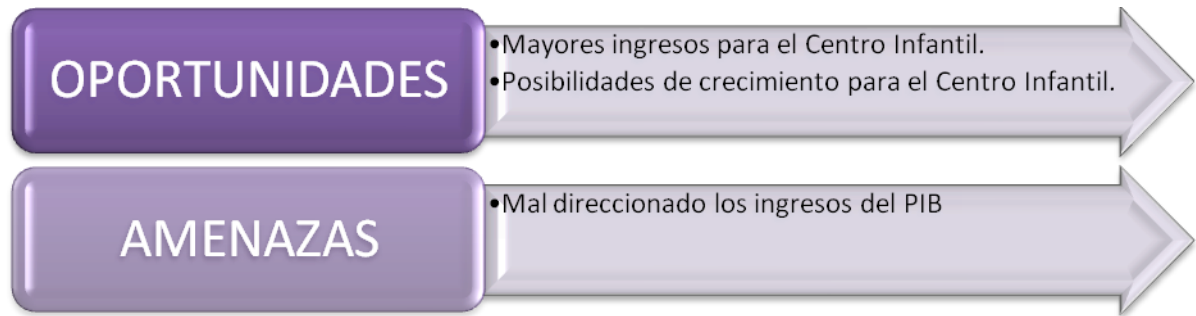 OPORTUNIDADES
•Mayores ingresos para el Centro Infantil.
•Posibilidades de crecimiento para el Centro Infantil.
AMENAZAS
•Mal direccionado los ingresos del PIB